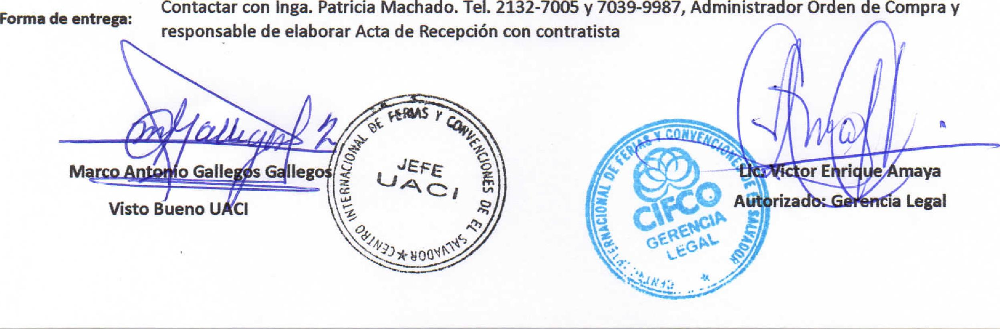 Forma de entrega:
Contactar con Inga. Patricia Machado. Tel. 2132-7005 y 7039-9987, Administrador Orden de Compra y
responsable de elaborar Acta de Recepción con contratista
Marco Antonio Gallegos Gallegos
Visto Bueno UACI
CENTRO INTERNACIONAL DE FERIAS Y CONVENCIONES DE EL SALVADOR
JEFE
UACI
INTERNACIONAL DE FERIAS Y CONVENCIONES DE EL SALVADOR
CIFCO
GERENCIA
LEGAL
Lic. Victor Enrique Amaya
Autorizado: Gerencia Legal